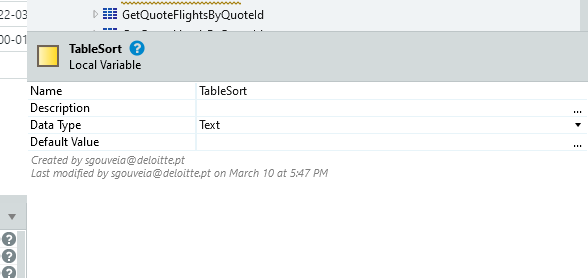 22-03
GetQuoteFlightsByQuoteId
00-01
TableSort ?
Local Variable
Name TableSort
Description ...
Data Type Text
Default Value ...
Created by sgouveia@deloitte.pt
Last modified by sgouveia@deloitte.pt on March 10 at 5:47 PM
?
?
?